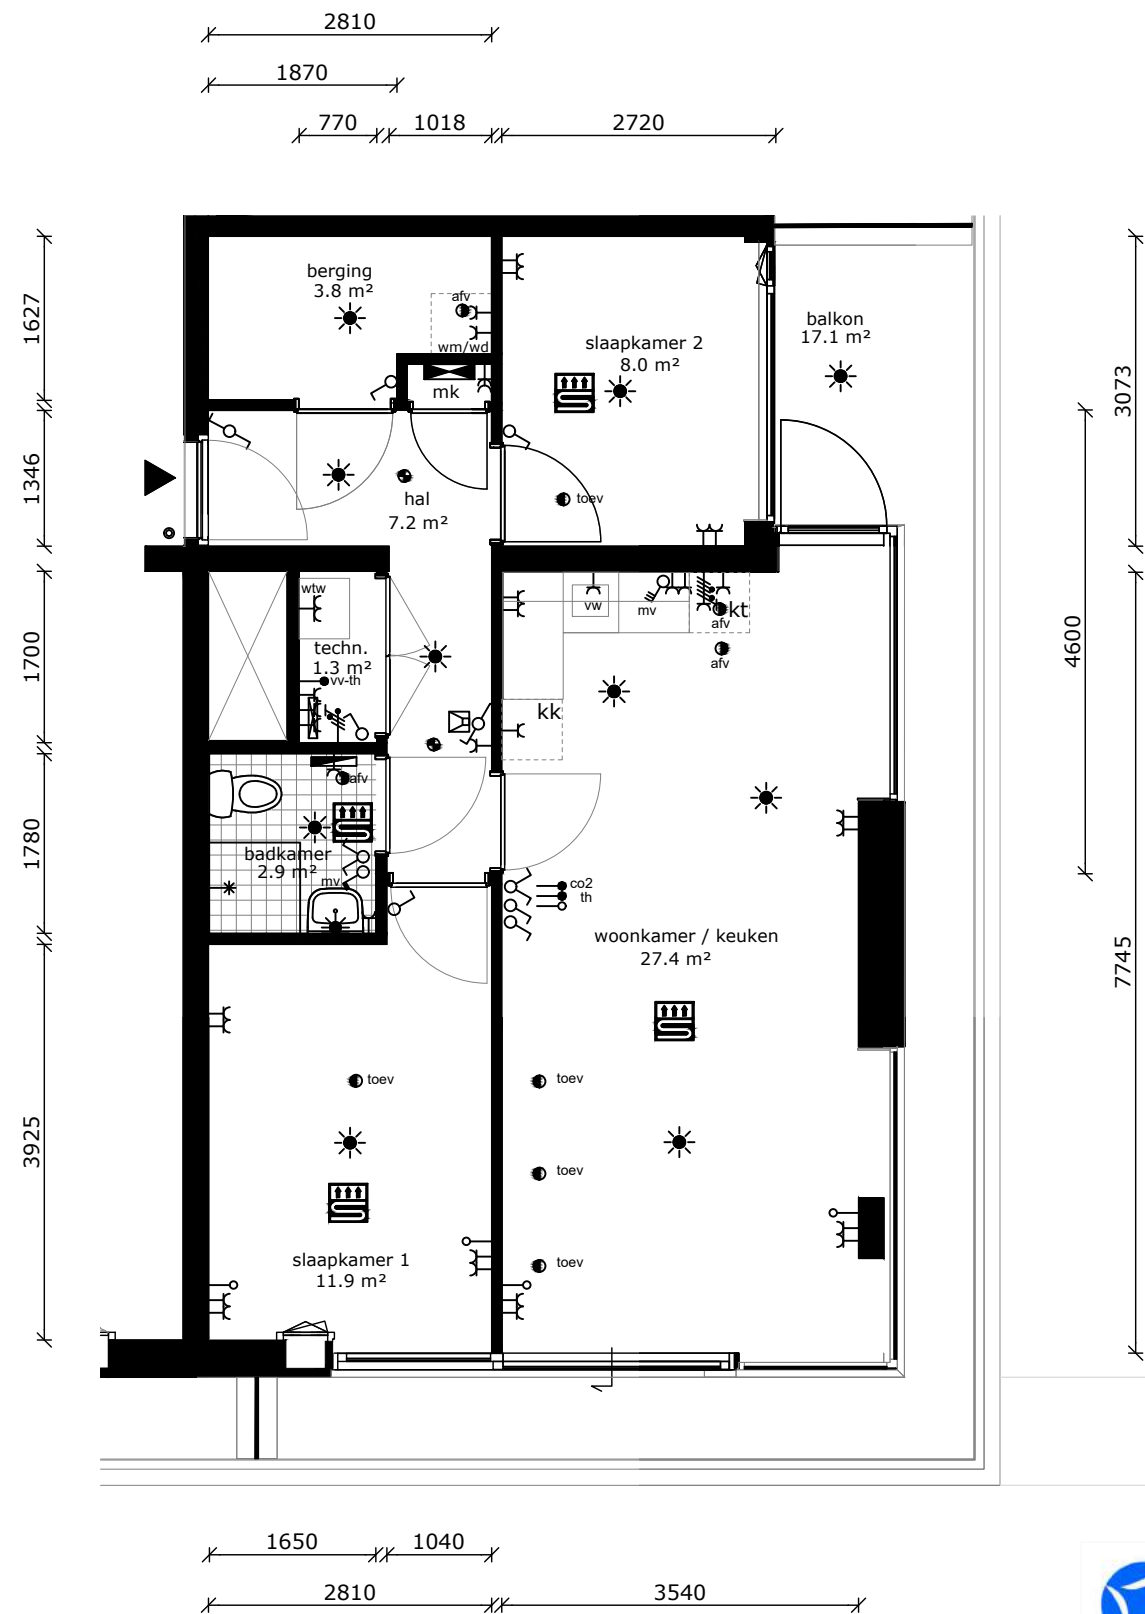 2810
1870
770
1018
2720
1627
1346
1700
1780
3925
berging
3.8 m²
afv
wm/wd
mk
slaapkamer 2
8.0 m²
balkon
17.1 m²
3073
4600
7745
hal
7.2 m²
toev
wtw
techn.
1.3 m²
vv-th
vw
mv
kt
afv
afv
kk
afv
badkamer
2.9 m²
mv
co2
th
woonkamer / keuken
27.4 m²
toev
toev
toev
toev
slaapkamer 1
11.9 m²
1650
1040
2810
3540